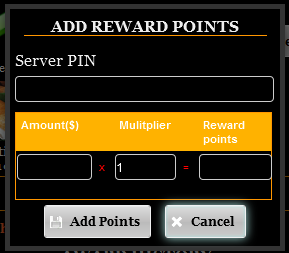 ADD REWARD POINTS
Server PIN
Amount($) Mulitplier Reward points
x 1 =
Add Points Cancel